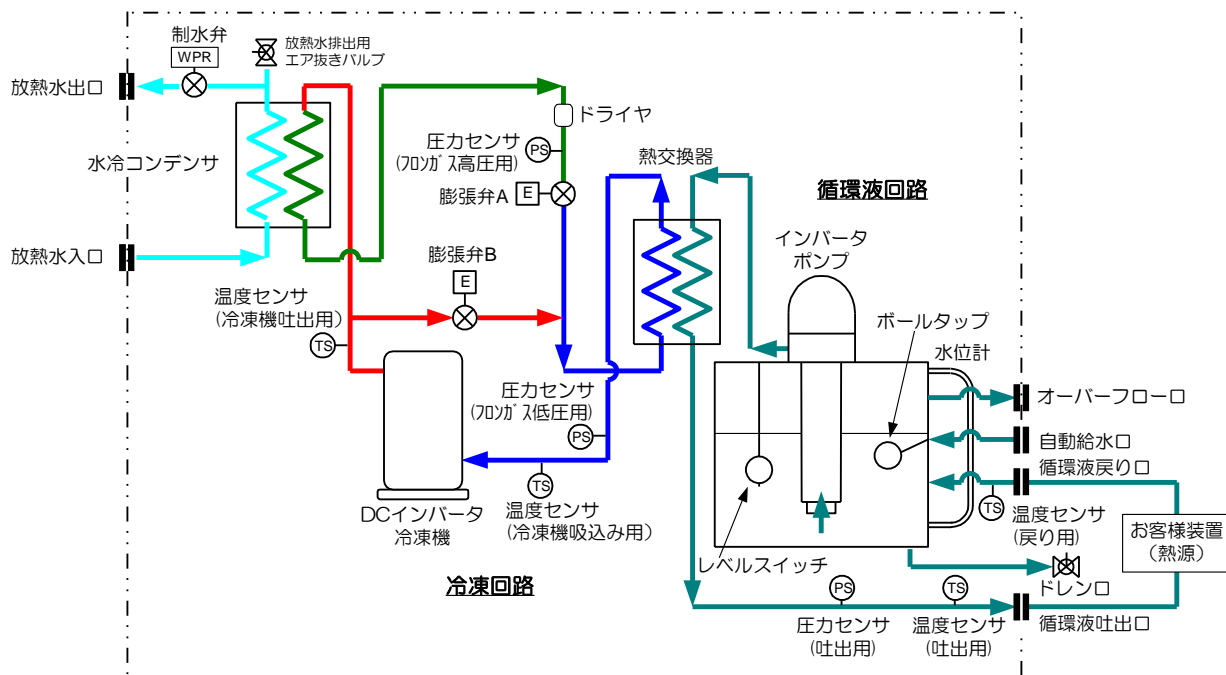 制水弁
WPR
放熱水排出用
エア抜きバルブ
放熱水出口
水冷コンデンサ
放熱水入口
ドライヤ
圧力センサ
(フロンガス高圧用)
PS
膨張弁A
E
膨張弁B
E
温度センサ
(冷凍機吐出用)
TS
熱交換器
循環液回路
インバータ
ポンプ
ボールタップ
水位計
オーバーフロー口
自動給水口
循環液戻り口
TS
温度センサ
(戻り用)
お客様装置
(熱源)
圧力センサ
(フロンガス低圧用)
PS
TS
温度センサ
(冷凍機吸込み用)
DCインバータ
冷凍機
冷凍回路
レベルスイッチ
ドレン口
循環液吐出口
PS
圧力センサ
(吐出用)
TS
温度センサ
(吐出用)